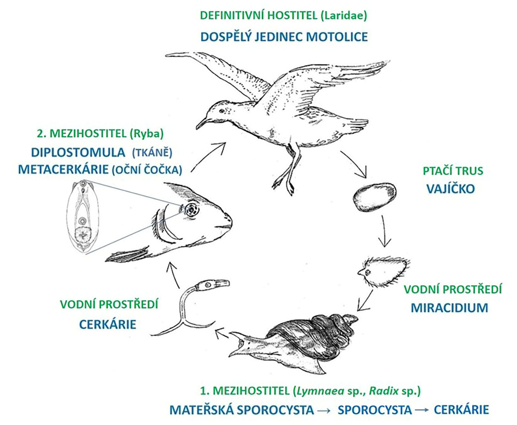 DEFINITIVNÍ HOSTITEL (Laridae)
DOSPĚLÝ JEDINEC MOTOLICE
2. MEZIHOSTITEL (Ryba)
DIPLOSTOMULA (TKÁNĚ)
METACERKÁRIE (OČNÍ ČOČKA)
PTAČÍ TRUS
VAJÍČKO
VODNÍ PROSTŘEDÍ
MIRACIDIUM
VODNÍ PROSTŘEDÍ
CERKÁRIE
1. MEZIHOSTITEL (Lymnaea sp., Radix sp.)
MATEŘSKÁ SPOROCYSTA → SPOROCYSTA → CERKÁRIE